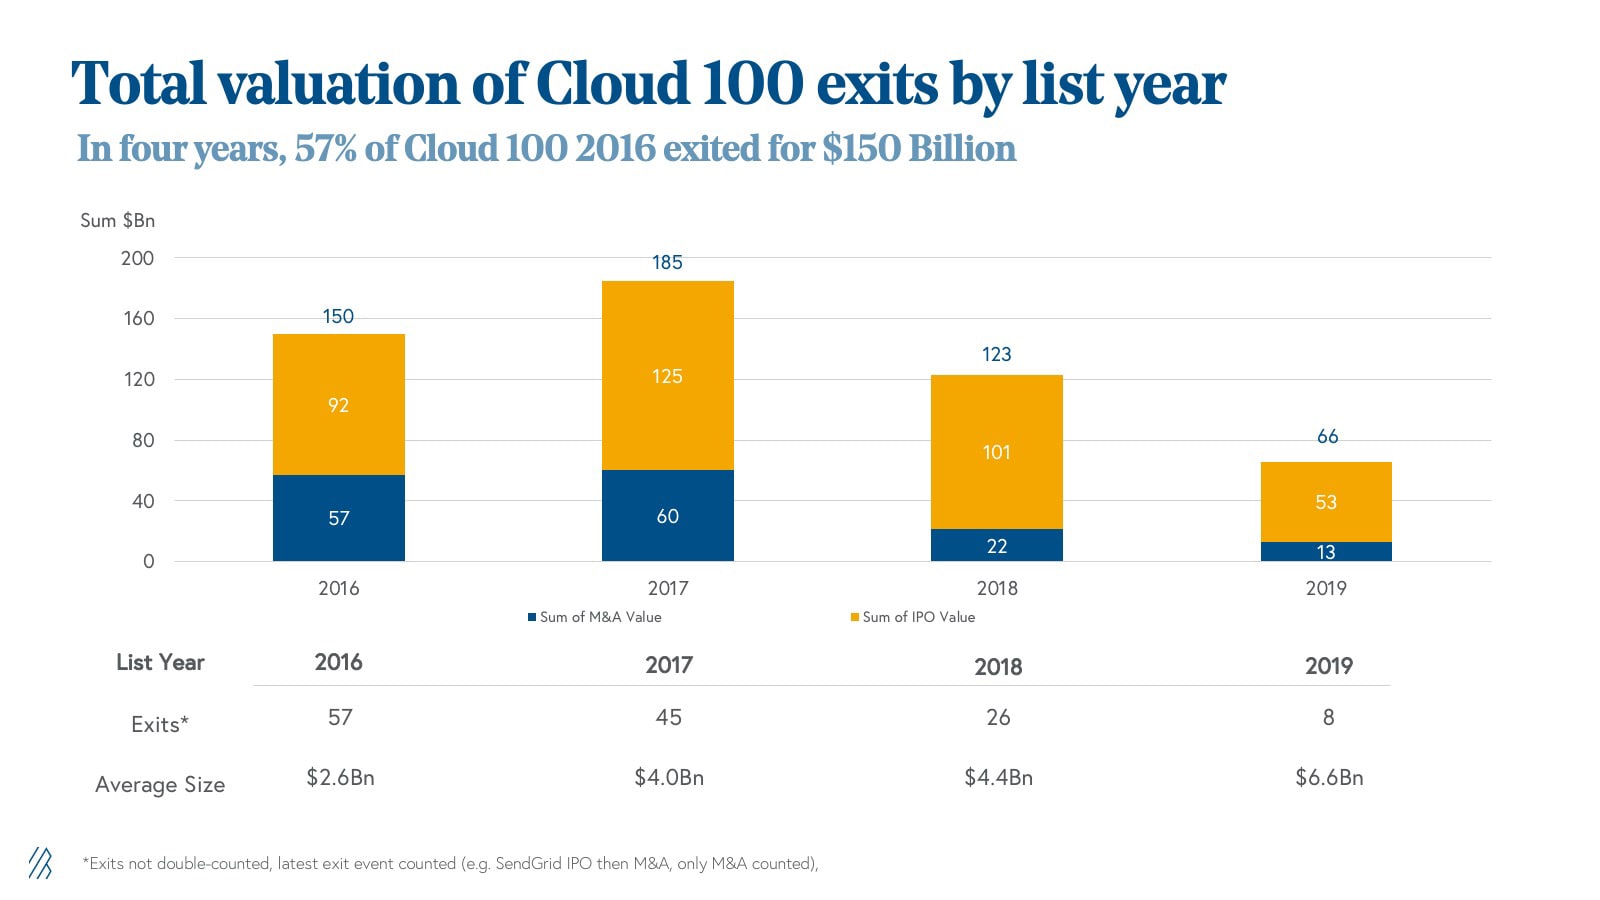 Total valuation of Cloud 100 exits by list year
In four years, 57% of Cloud 100 2016 exited for $150 Billion
Sum $Bn
200
160
120
80
40
0
150
92
57
185
125
60
123
101
22
66
53
13
2016 2017 2018 2019
Sum of M&A Value Sum of IPO Value
List Year 2016 2017 2018 2019
Exits* 57 45 26 8
Average Size $2.6Bn $4.0Bn $4.4Bn $6.6Bn
*Exits not double-counted, latest exit event counted (e.g. SendGrid IPO then M&A, only M&A counted),